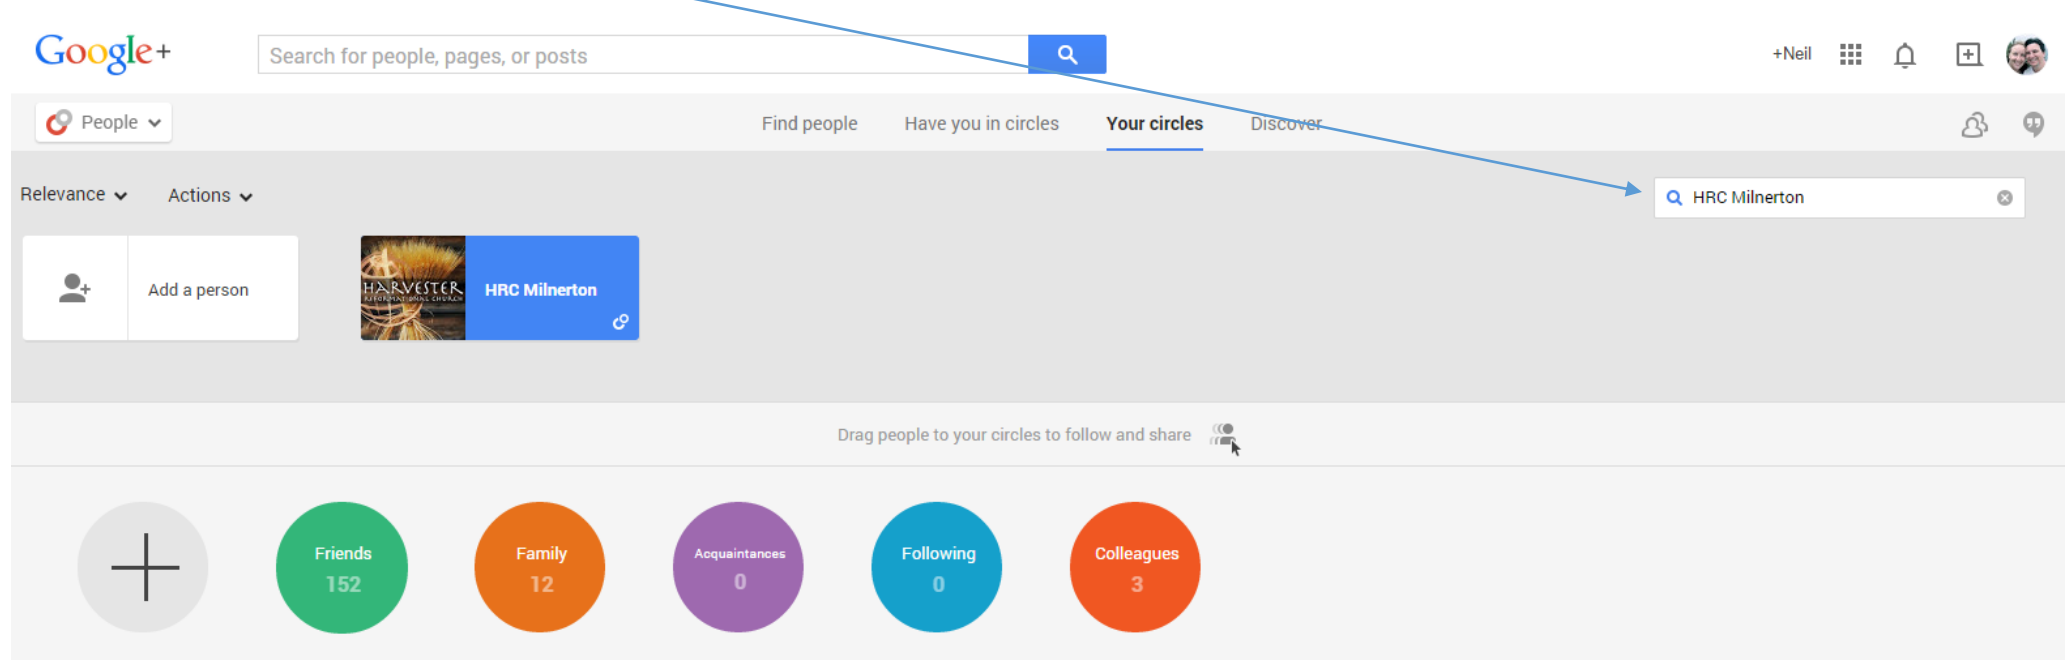 Google+
Search for people, pages, or posts
+Neil
People
Find people Have you in circles Your circles Discover
Relevance Actions
HRC Milnerton
Add a person
HARVESTER
REFORMATIONAL CHURCH
HRC Milnerton
Drag people to your circles to follow and share
Friends
152
Family
12
Acquaintances
0
Following
0
Colleagues
3